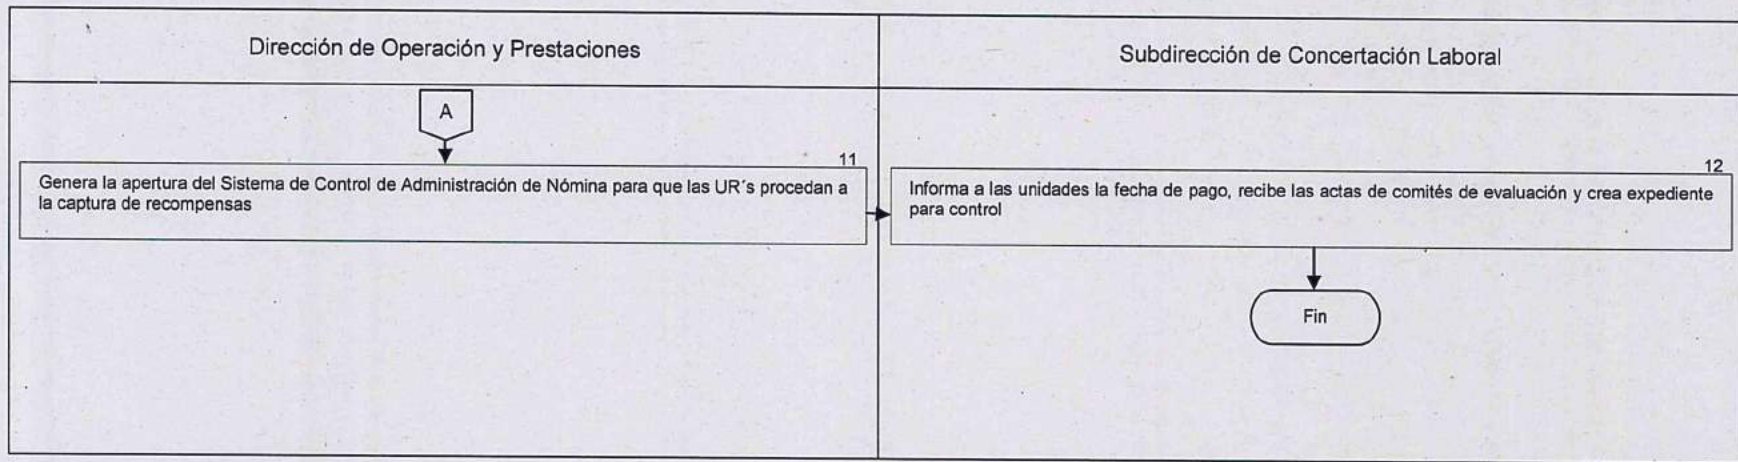 Dirección de Operación y Prestaciones
Subdirección de Concertación Laboral
A
11
Genera la apertura del Sistema de Control de Administración de Nómina para que las UR´s procedan a
la captura de recompensas
12
Informa a las unidades la fecha de pago, recibe las actas de comités de evaluación y crea expediente
para control
Fin